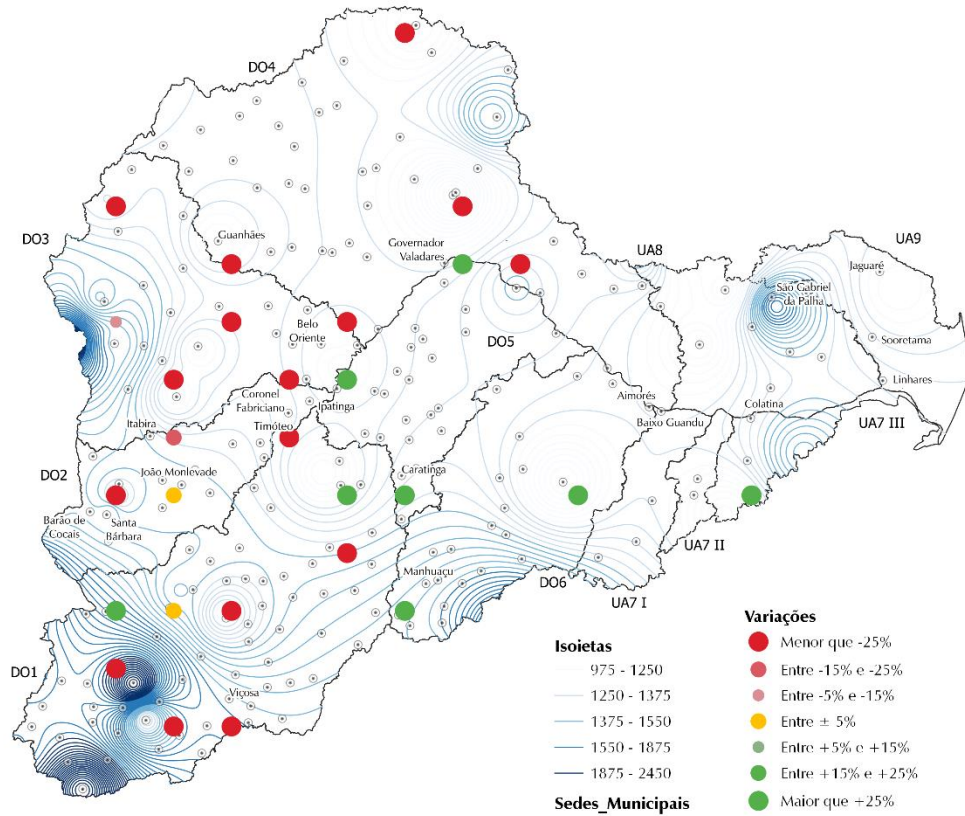 DO4
UA9
DO3
Guanhães
Governador
Valadares
UA8
Jaguaré
São Gabriel
da Palha
Belo
Oriente
DO5
Sooretama
Coronel
Fabriciano
Ipatinga
Aimorés
Linhares
Itabira
Timóteo
Baixo Guandu
Colatina
UA7 III
DO2
João Monlevade
Caratinga
Barão de
Cocais
Santa
Bárbara
UA7 II
Manhuaçu
DO6
UA7 I
DO1
Viçosa
Isoietas
975 - 1250
1250 - 1375
1375 - 1550
1550 - 1875
1875 - 2450
Sedes_Municipais
Variações
Menor que -25%
Entre -15% e -25%
Entre -5% e -15%
Entre ± 5%
Entre +5% e +15%
Entre +15% e +25%
Maior que +25%